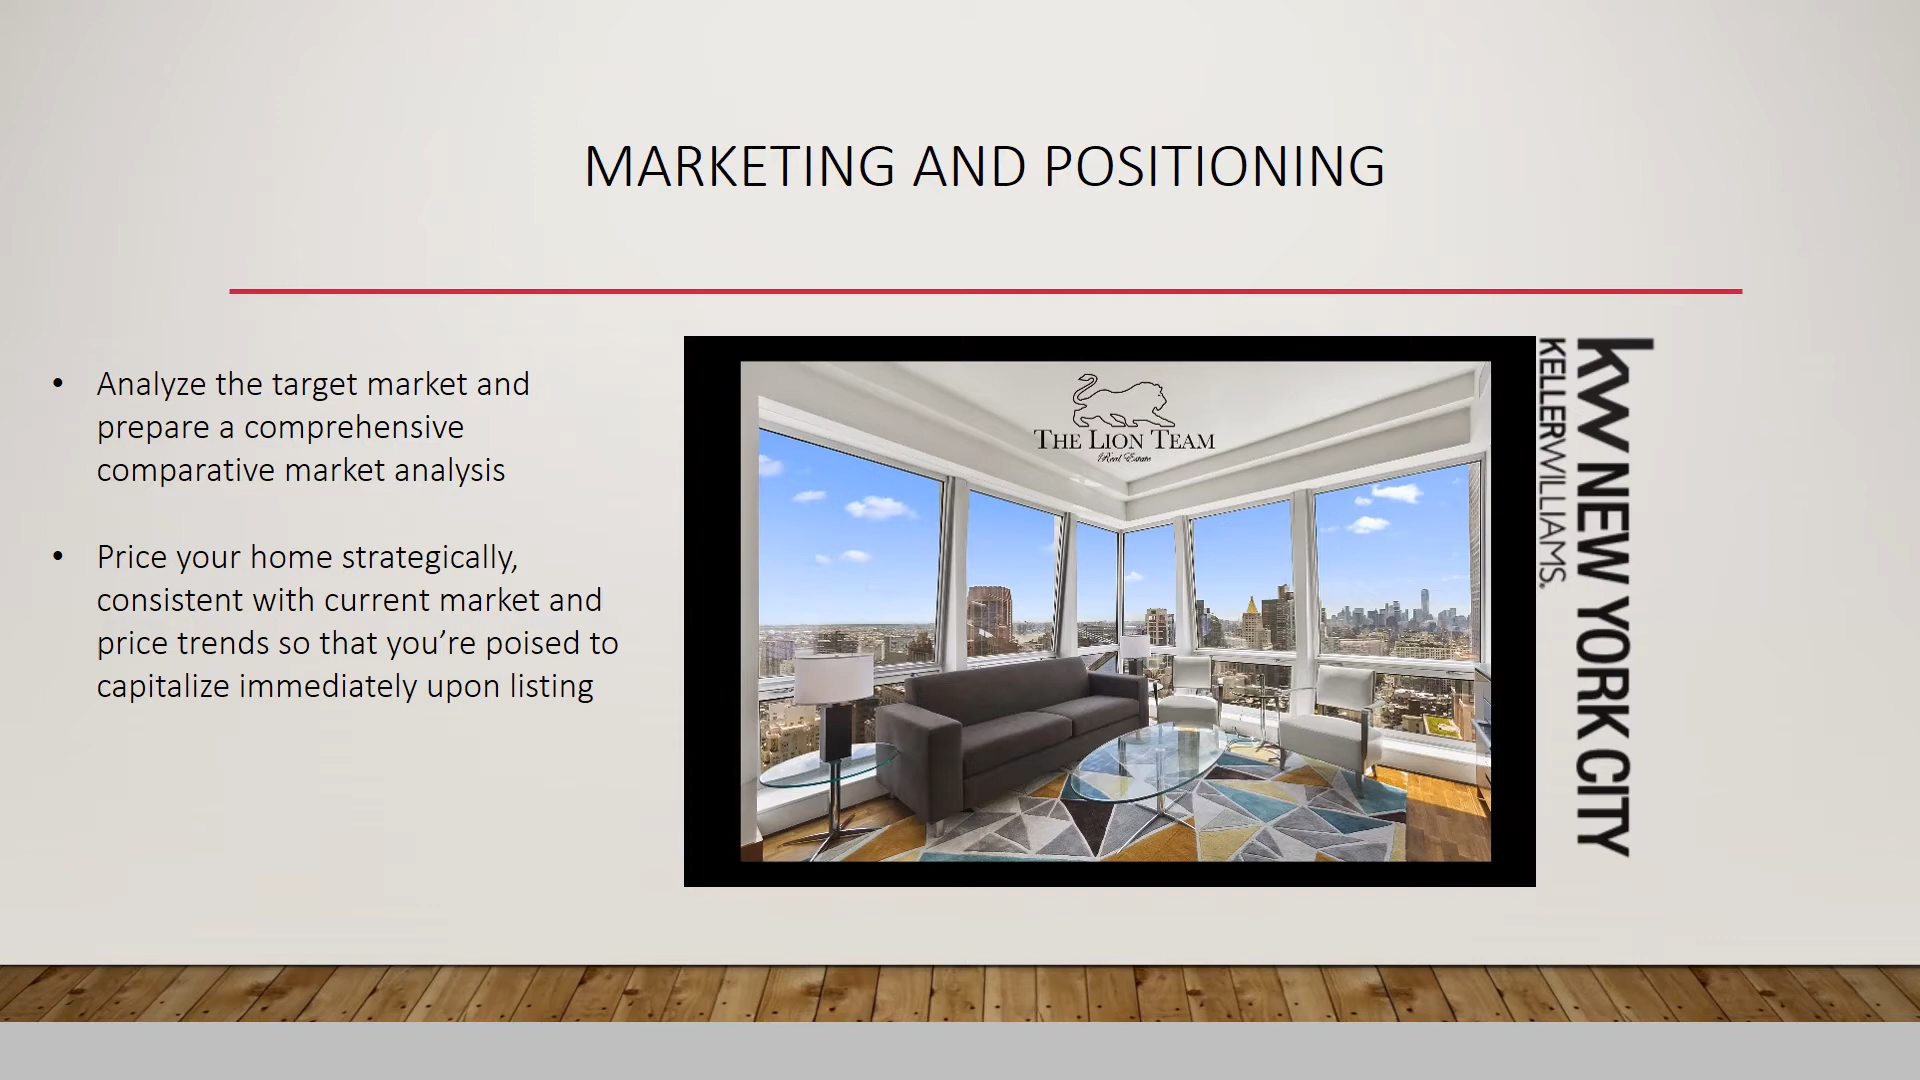 MARKETING AND POSITIONING
• Analyze the target market and
prepare a comprehensive
comparative market analysis
• Price your home strategically,
consistent with current market and
price trends so that you’re poised to
capitalize immediately upon listing
THE LION TEAM
Real Estate
kw NEW YORK CITY
KELLERWILLIAMS.